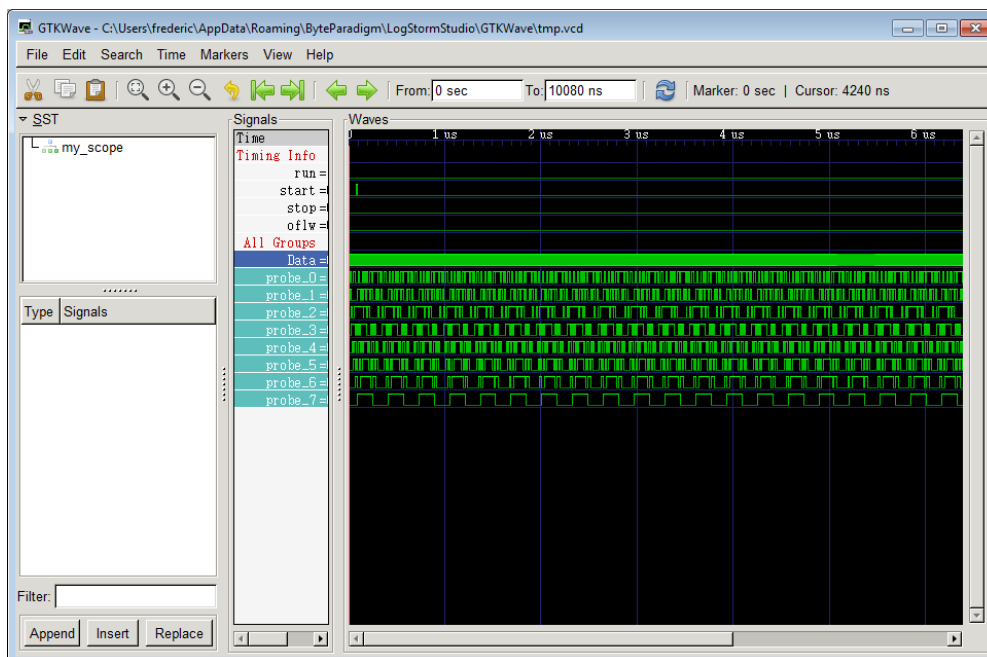 GTKWave - C:\Users\frederic\AppData\Roaming\ByteParadigm\LogStormStudio\GTKWave\tmp.vcd
File Edit Search Time Markers View Help
From: 0 sec To: 10080 ns Marker: 0 sec | Cursor: 4240 ns
SST
my_scope
Type Signals
Filter:
Append Insert Replace
Signals
Time
Timing Info
run =
start =
stop =
oflw =
All Groups
Data =
probe_0 =
probe_1 =
probe_2 =
probe_3 =
probe_4 =
probe_5 =
probe_6 =
probe_7 =
Waves
0 1 us 2 us 3 us 4 us 5 us 6 us